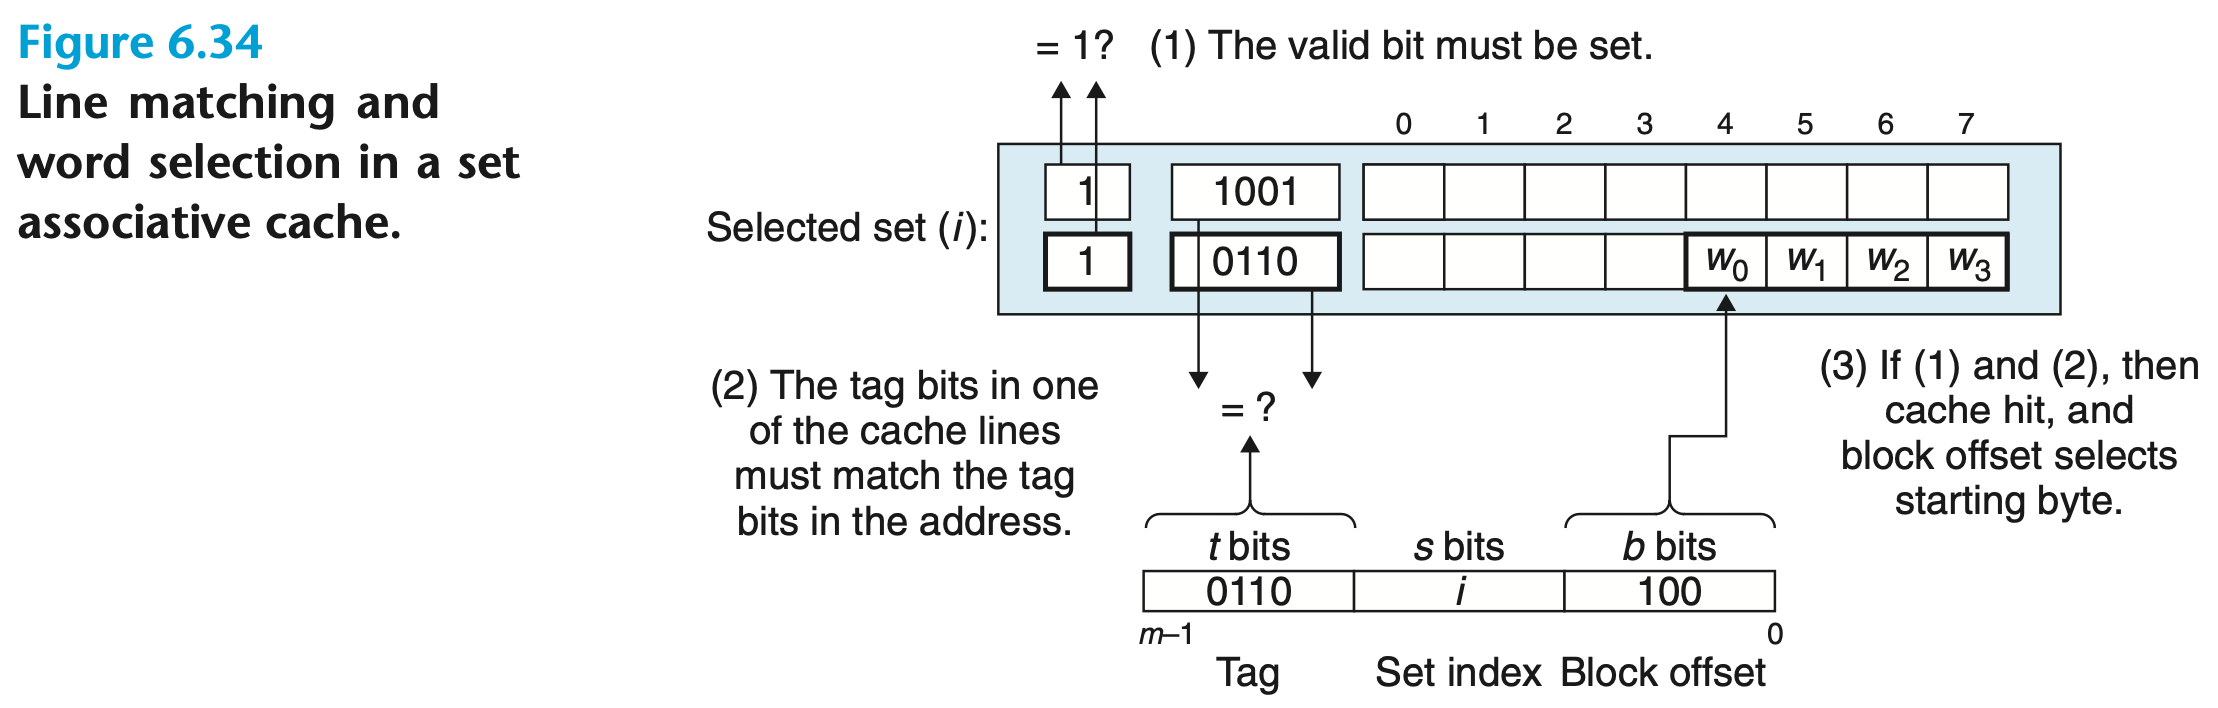 Figure 6.34
Line matching and
word selection in a set
associative cache.
= 1? (1) The valid bit must be set.
0 1 2 3 4 5 6 7
1 1001
Selected set (i):
1 0110 w0 w1 w2 w3
(2) The tag bits in one
of the cache lines
must match the tag
bits in the address.
= ?
(3) If (1) and (2), then
cache hit, and
block offset selects
starting byte.
t bits s bits b bits
0110 i 100
m–1 0
Tag Set index Block offset